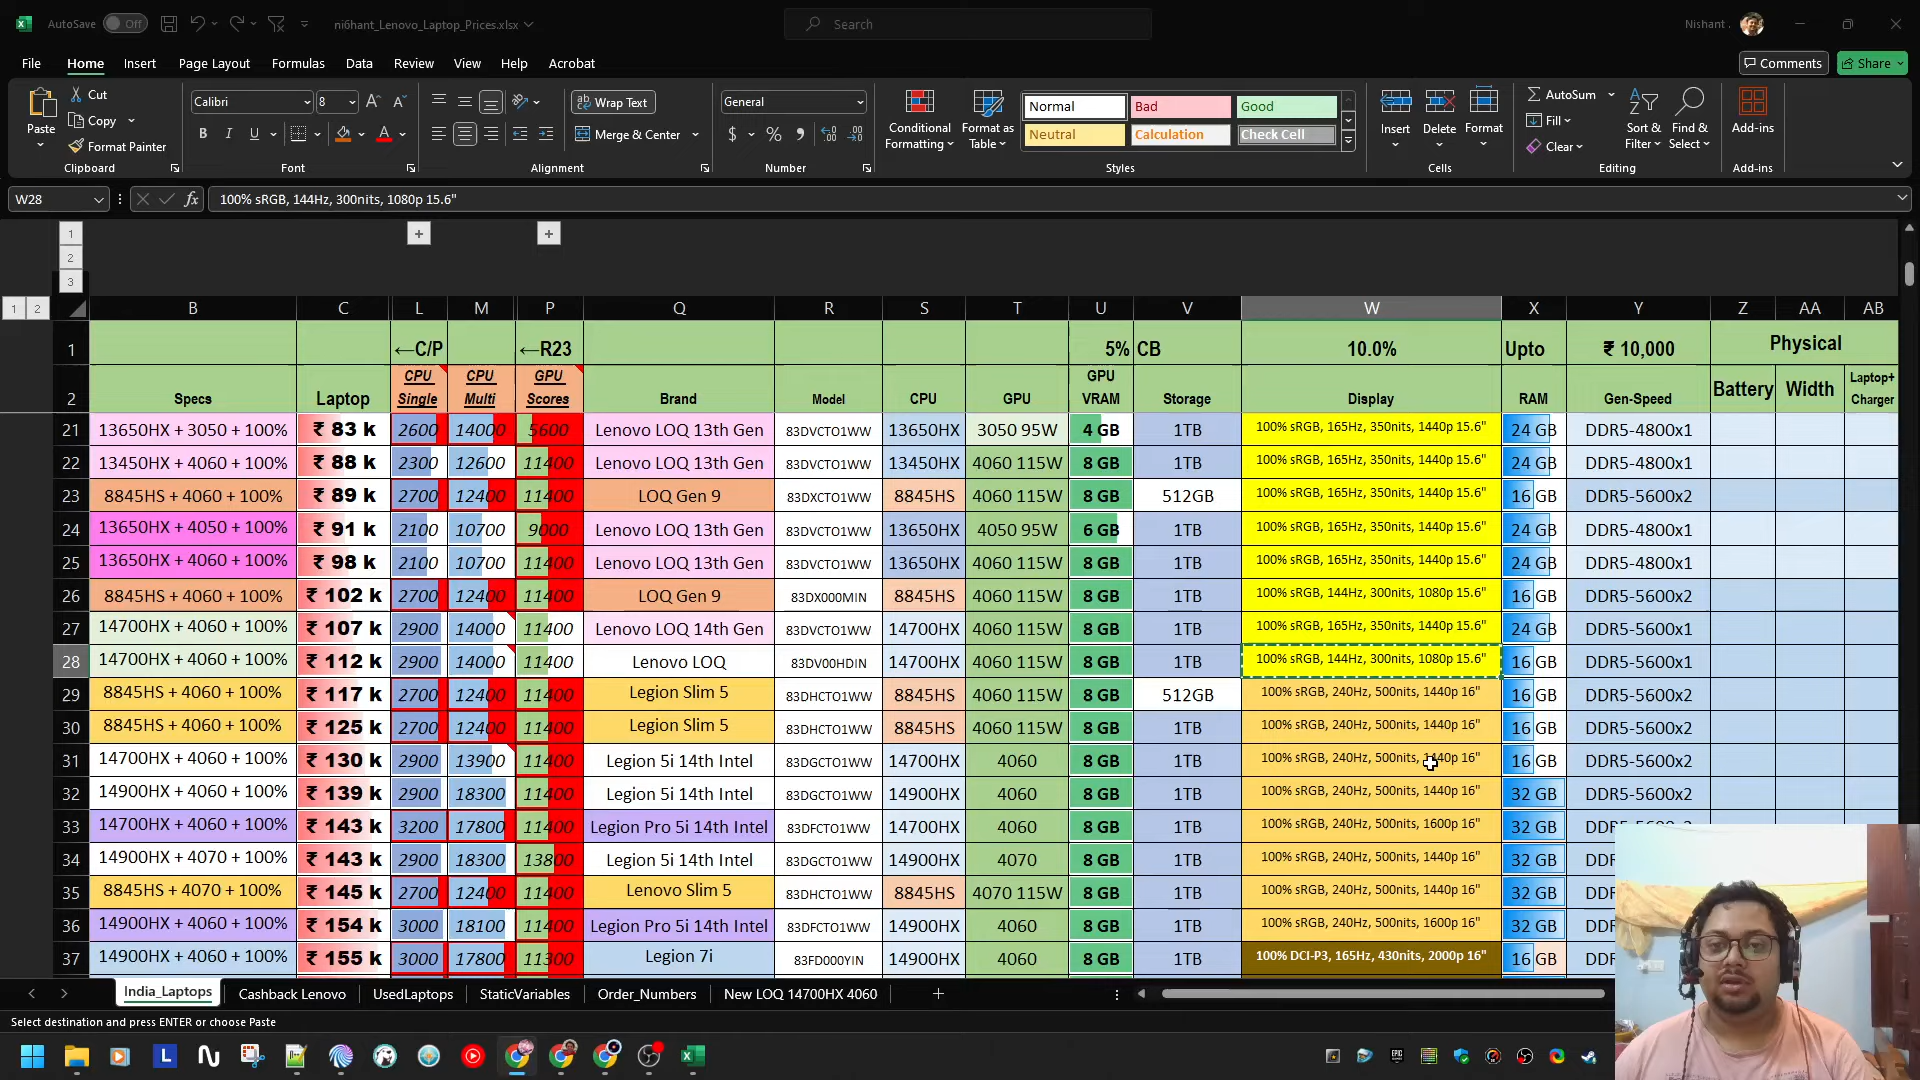 AutoSave Off ni6hant_Lenovo_Laptop_Prices.xlsx Search Nishant .
File Home Insert Page Layout Formulas Data Review View Help Acrobat Comments Share
Paste Cut Copy Format Painter Clipboard
Calibri 8 B I U A Font
Wrap Text Merge & Center Alignment
General $ % Number
Conditional Formatting Format as Table
Normal Bad Good
Neutral Calculation Check Cell
Styles
Insert Delete Format Cells
AutoSum Fill Clear Sort & Filter Find & Select Editing
Add-ins Add-ins
W28 fx 100% sRGB, 144Hz, 300nits, 1080p 15.6"
1
2
3
1 2 B C L M P Q R S T U V W X Y Z AA AB
1 ←C/P ←R23 5% CB 10.0% Upto ₹ 10,000 Physical
2 Specs Laptop CPU Single CPU Multi GPU Scores Brand Model CPU GPU GPU VRAM Storage Display RAM Gen-Speed Battery Width Laptop+ Charger
21 13650HX + 3050 + 100% ₹ 83 k 2600 14000 5600 Lenovo LOQ 13th Gen 83DVCTO1WW 13650HX 3050 95W 4 GB 1TB 100% sRGB, 165Hz, 350nits, 1440p 15.6" 24 GB DDR5-4800x1
22 13450HX + 4060 + 100% ₹ 88 k 2300 12600 11400 Lenovo LOQ 13th Gen 83DVCTO1WW 13450HX 4060 115W 8 GB 1TB 100% sRGB, 165Hz, 350nits, 1440p 15.6" 24 GB DDR5-4800x1
23 8845HS + 4060 + 100% ₹ 89 k 2700 12400 11400 LOQ Gen 9 83DXCTO1WW 8845HS 4060 115W 8 GB 512GB 100% sRGB, 165Hz, 350nits, 1440p 15.6" 16 GB DDR5-5600x2
24 13650HX + 4050 + 100% ₹ 91 k 2100 10700 9000 Lenovo LOQ 13th Gen 83DVCTO1WW 13650HX 4050 95W 6 GB 1TB 100% sRGB, 165Hz, 350nits, 1440p 15.6" 24 GB DDR5-4800x1
25 13650HX + 4060 + 100% ₹ 98 k 2100 10700 11400 Lenovo LOQ 13th Gen 83DVCTO1WW 13650HX 4060 115W 8 GB 1TB 100% sRGB, 165Hz, 350nits, 1440p 15.6" 24 GB DDR5-4800x1
26 8845HS + 4060 + 100% ₹ 102 k 2700 12400 11400 LOQ Gen 9 83DX000MIN 8845HS 4060 115W 8 GB 1TB 100% sRGB, 144Hz, 300nits, 1080p 15.6" 16 GB DDR5-5600x2
27 14700HX + 4060 + 100% ₹ 107 k 2900 14000 11400 Lenovo LOQ 14th Gen 83DVCTO1WW 14700HX 4060 115W 8 GB 1TB 100% sRGB, 165Hz, 350nits, 1440p 15.6" 24 GB DDR5-5600x1
28 14700HX + 4060 + 100% ₹ 112 k 2900 14000 11400 Lenovo LOQ 83DV00HDIN 14700HX 4060 115W 8 GB 1TB 100% sRGB, 144Hz, 300nits, 1080p 15.6" 16 GB DDR5-5600x1
29 8845HS + 4060 + 100% ₹ 117 k 2700 12400 11400 Legion Slim 5 83DHCTO1WW 8845HS 4060 115W 8 GB 512GB 100% sRGB, 240Hz, 500nits, 1440p 16" 16 GB DDR5-5600x2
30 8845HS + 4060 + 100% ₹ 125 k 2700 12400 11400 Legion Slim 5 83DHCTO1WW 8845HS 4060 115W 8 GB 1TB 100% sRGB, 240Hz, 500nits, 1440p 16" 16 GB DDR5-5600x2
31 14700HX + 4060 + 100% ₹ 130 k 2900 13900 11400 Legion 5i 14th Intel 83DGCTO1WW 14700HX 4060 8 GB 1TB 100% sRGB, 240Hz, 500nits, 1440p 16" 16 GB DDR5-5600x2
32 14900HX + 4060 + 100% ₹ 139 k 2900 18300 11400 Legion 5i 14th Intel 83DGCTO1WW 14900HX 4060 8 GB 1TB 100% sRGB, 240Hz, 500nits, 1440p 16" 32 GB DDR5-5600x2
33 14700HX + 4060 + 100% ₹ 143 k 3200 17800 11400 Legion Pro 5i 14th Intel 83DFCTO1WW 14700HX 4060 8 GB 1TB 100% sRGB, 240Hz, 500nits, 1600p 16" 32 GB
34 14900HX + 4070 + 100% ₹ 143 k 2900 18300 13800 Legion 5i 14th Intel 83DGCTO1WW 14900HX 4070 8 GB 1TB 100% sRGB, 240Hz, 500nits, 1440p 16" 32 GB DDR
35 8845HS + 4070 + 100% ₹ 145 k 2700 12400 11400 Lenovo Slim 5 83DHCTO1WW 8845HS 4070 115W 8 GB 1TB 100% sRGB, 240Hz, 500nits, 1440p 16" 32 GB DDR
36 14900HX + 4060 + 100% ₹ 154 k 3000 18100 11400 Legion Pro 5i 14th Intel 83DFCTO1WW 14900HX 4060 8 GB 1TB 100% sRGB, 240Hz, 500nits, 1600p 16" 32 GB DDR
37 14900HX + 4060 + 100% ₹ 155 k 3000 17800 11300 Legion 7i 83FD000YIN 14900HX 4060 8 GB 1TB 100% DCI-P3, 165Hz, 430nits, 2000p 16" 16 GB DDR
India_Laptops Cashback Lenovo UsedLaptops StaticVariables Order_Numbers New LOQ 14700HX 4060
Select destination and press ENTER or choose Paste